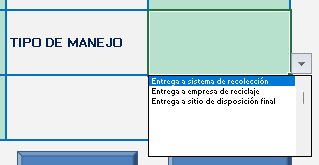 TIPO DE MANEJO
Entrega a sistema de recolección
Entrega a empresa de reciclaje
Entrega a sitio de disposición final